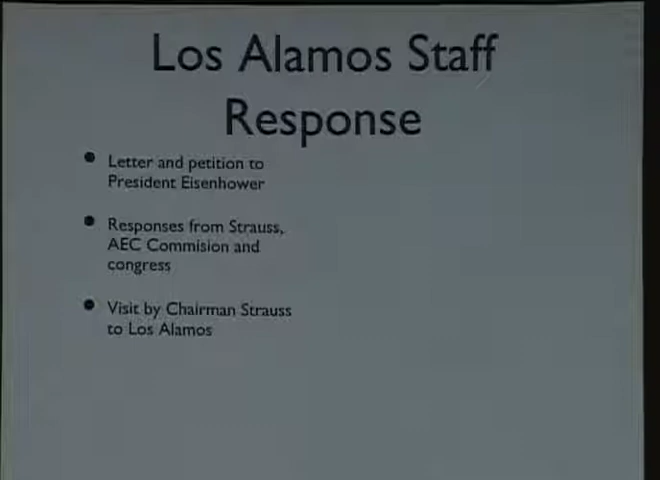 Los Alamos Staff
Response
• Letter and petition to
President Eisenhower
• Responses from Strauss,
AEC Commision and
congress
• Visit by Chairman Strauss
to Los Alamos